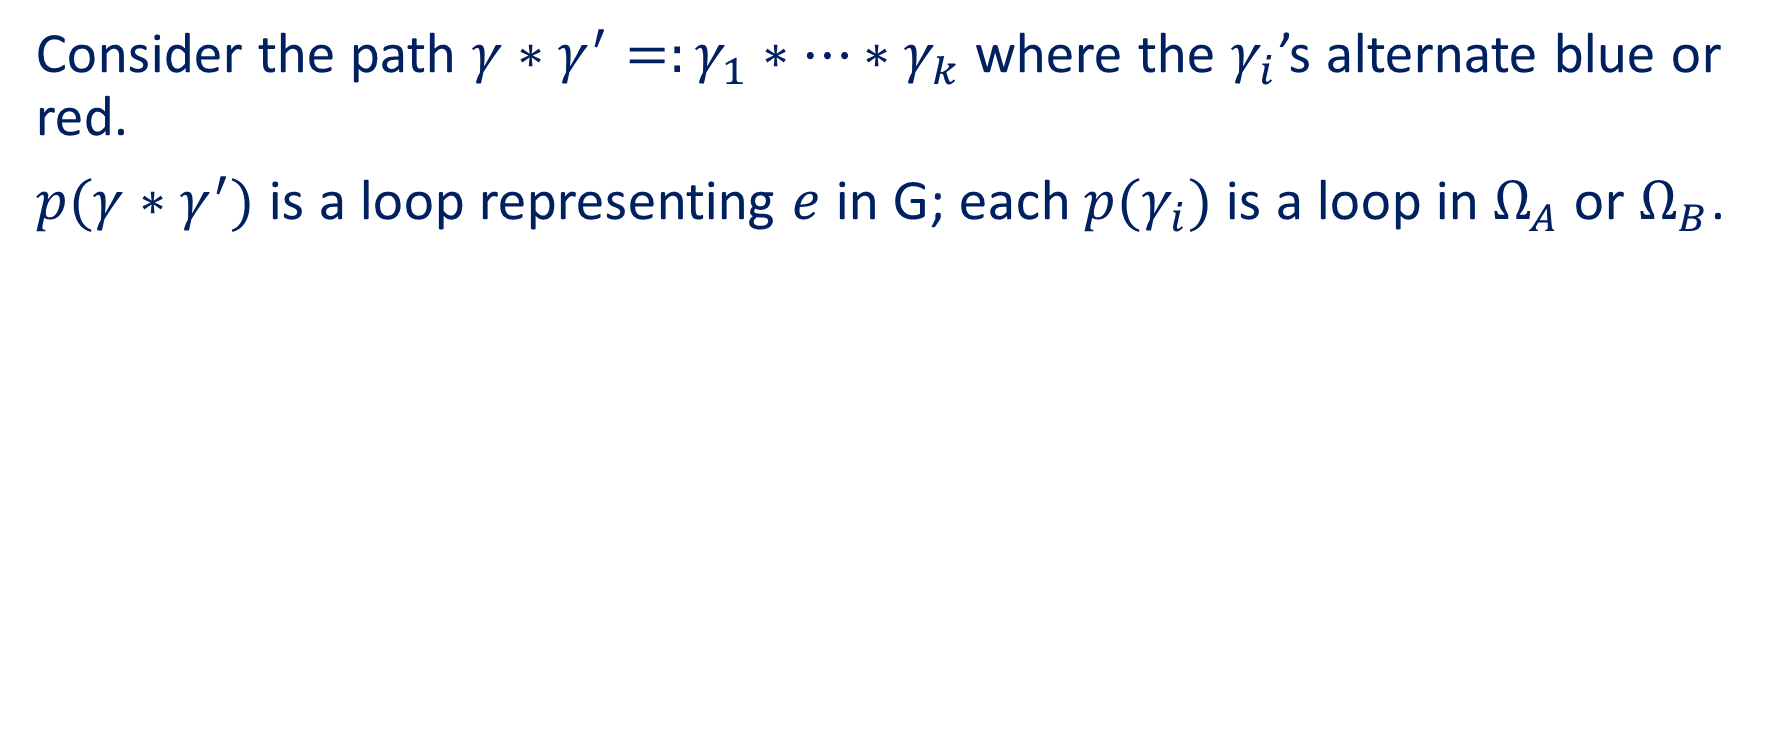 Consider the path γ ∗ γ′ =: γ₁ ∗ ⋯ ∗ γₖ where the γᵢ’s alternate blue or
red.
p(γ ∗ γ′) is a loop representing e in G; each p(γᵢ) is a loop in Ω_A or Ω_B.